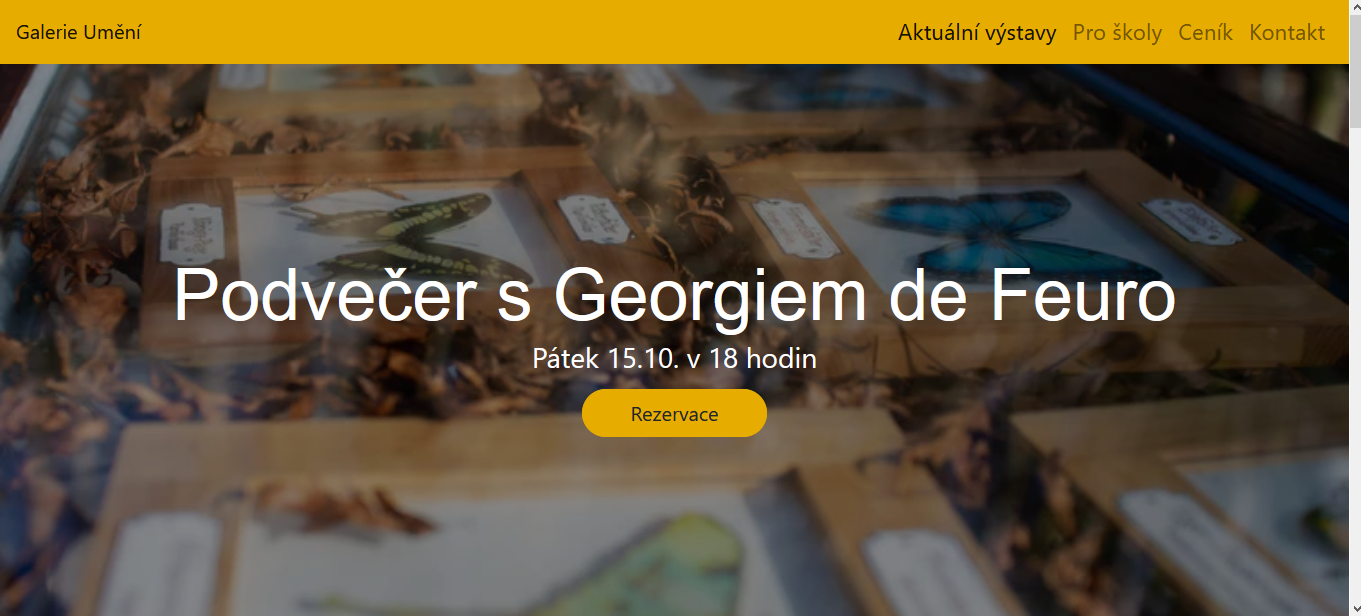 Galerie Umění
Aktuální výstavy Pro školy Ceník Kontakt
Podvečer s Georgiem de Feuro
Pátek 15.10. v 18 hodin
Rezervace